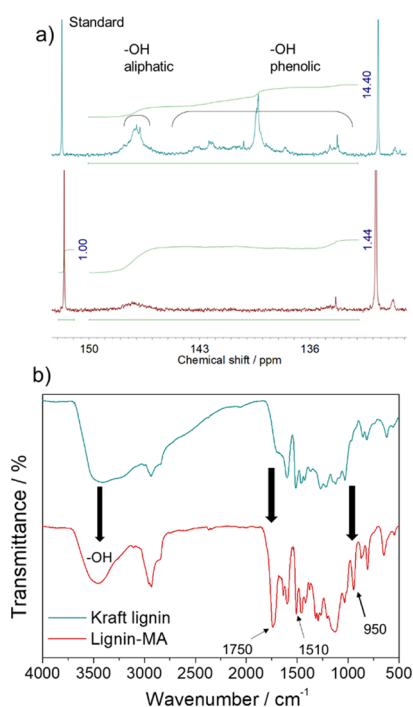 a)
Standard
-OH
aliphatic
-OH
phenolic
14.40
1.00
1.44
150
143
136
Chemical shift / ppm
b)
Transmittance / %
-OH
Kraft lignin
Lignin-MA
1750
1510
950
4000 3500 3000 2500 2000 1500 1000 500
Wavenumber / cm⁻¹